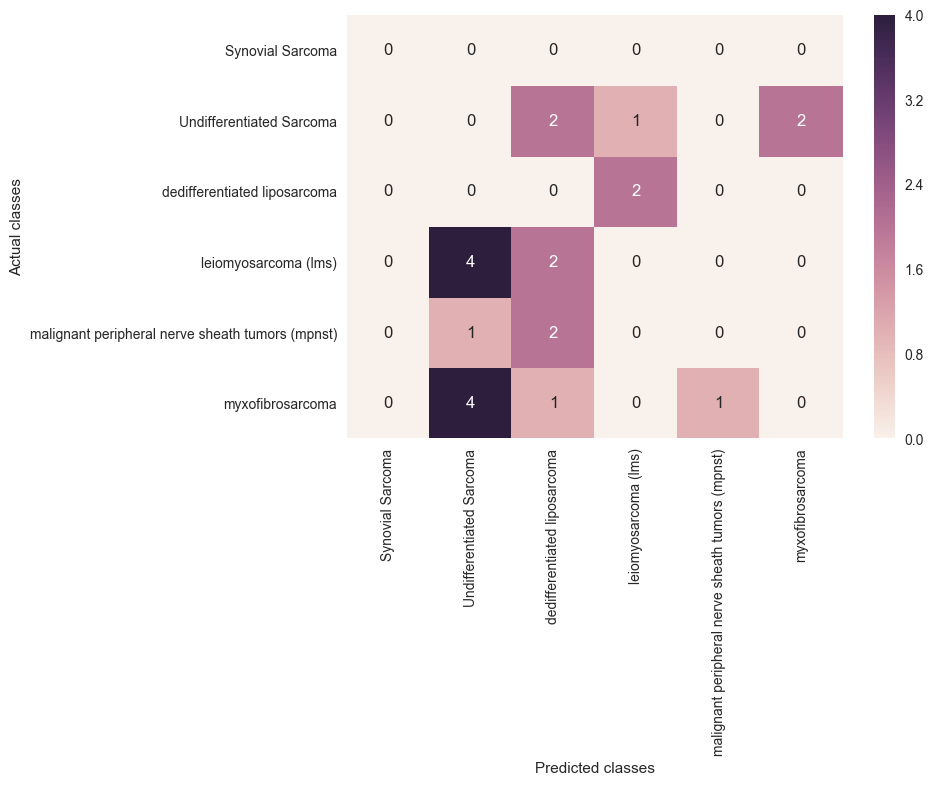 Synovial Sarcoma 0 0 0 0 0 0
Undifferentiated Sarcoma 0 0 2 1 0 2
dedifferentiated liposarcoma 0 0 0 2 0 0
leiomyosarcoma (lms) 0 4 2 0 0 0
malignant peripheral nerve sheath tumors (mpnst) 0 1 2 0 0 0
myxofibrosarcoma 0 4 1 0 1 0
Actual classes
Synovial Sarcoma
Undifferentiated Sarcoma
dedifferentiated liposarcoma
leiomyosarcoma (lms)
malignant peripheral nerve sheath tumors (mpnst)
myxofibrosarcoma
Predicted classes
4.0
3.2
2.4
1.6
0.8
0.0